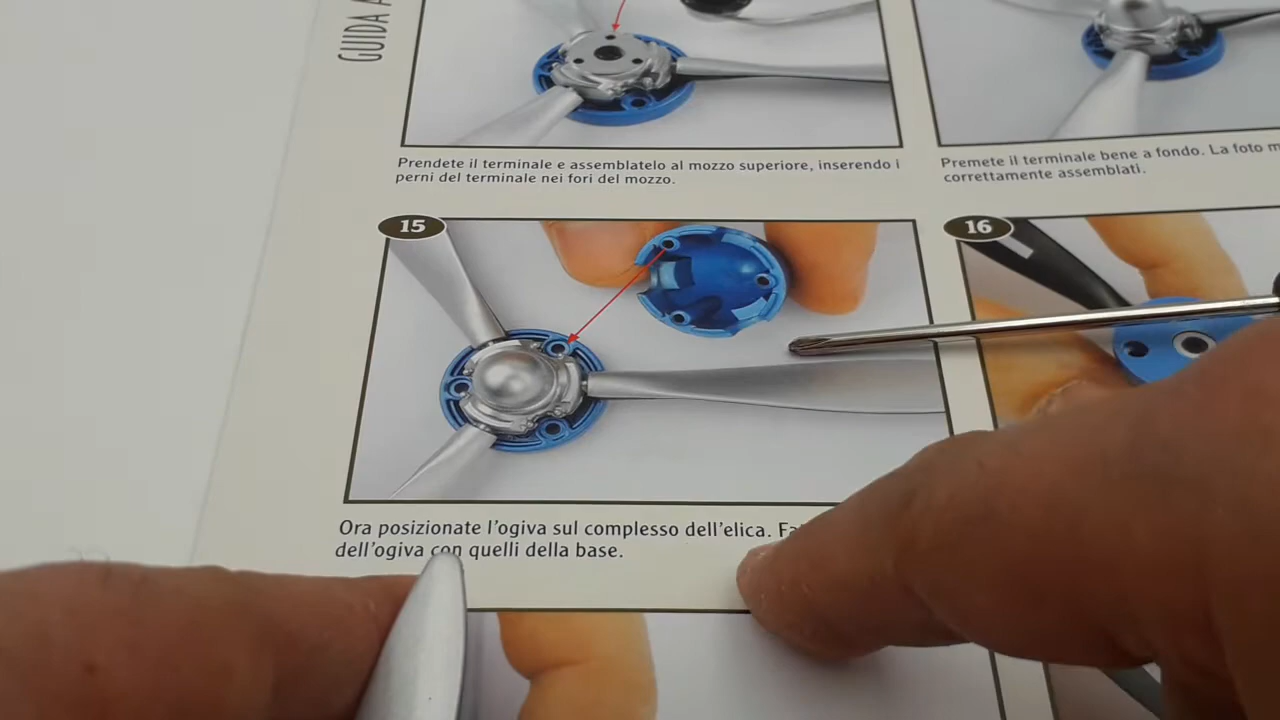 GUIDA A
Prendete il terminale e assemblatelo al mozzo superiore, inserendo i
perni del terminale nei fori del mozzo.
Premete il terminale bene a fondo. La foto
correttamente assemblati.
15
16
Ora posizionate l'ogiva sul complesso dell'elica.
dell'ogiva con quelli della base.